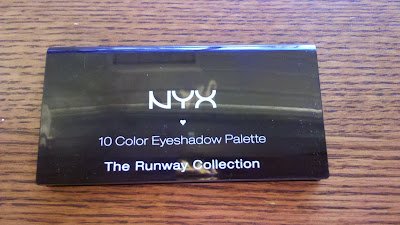 NYX
♥
10 Color Eyeshadow Palette
The Runway Collection